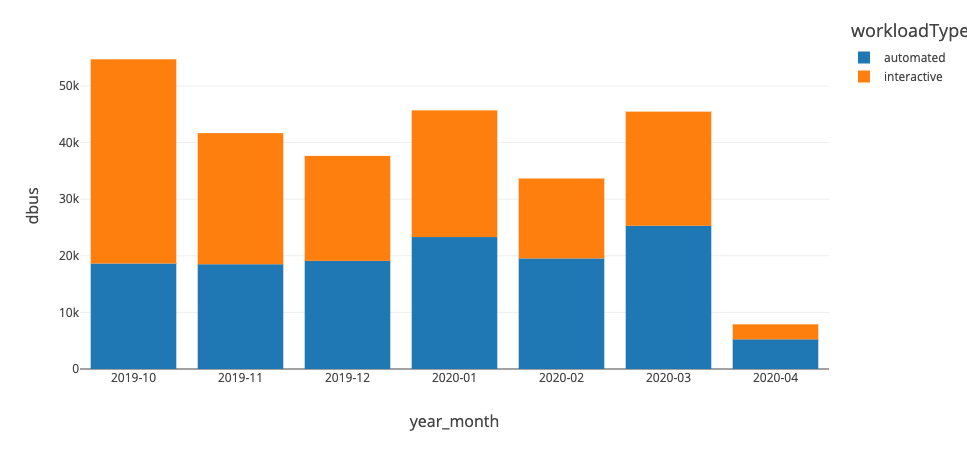 workloadType
automated
interactive
dbus
50k
40k
30k
20k
10k
0
2019-10 2019-11 2019-12 2020-01 2020-02 2020-03 2020-04
year_month